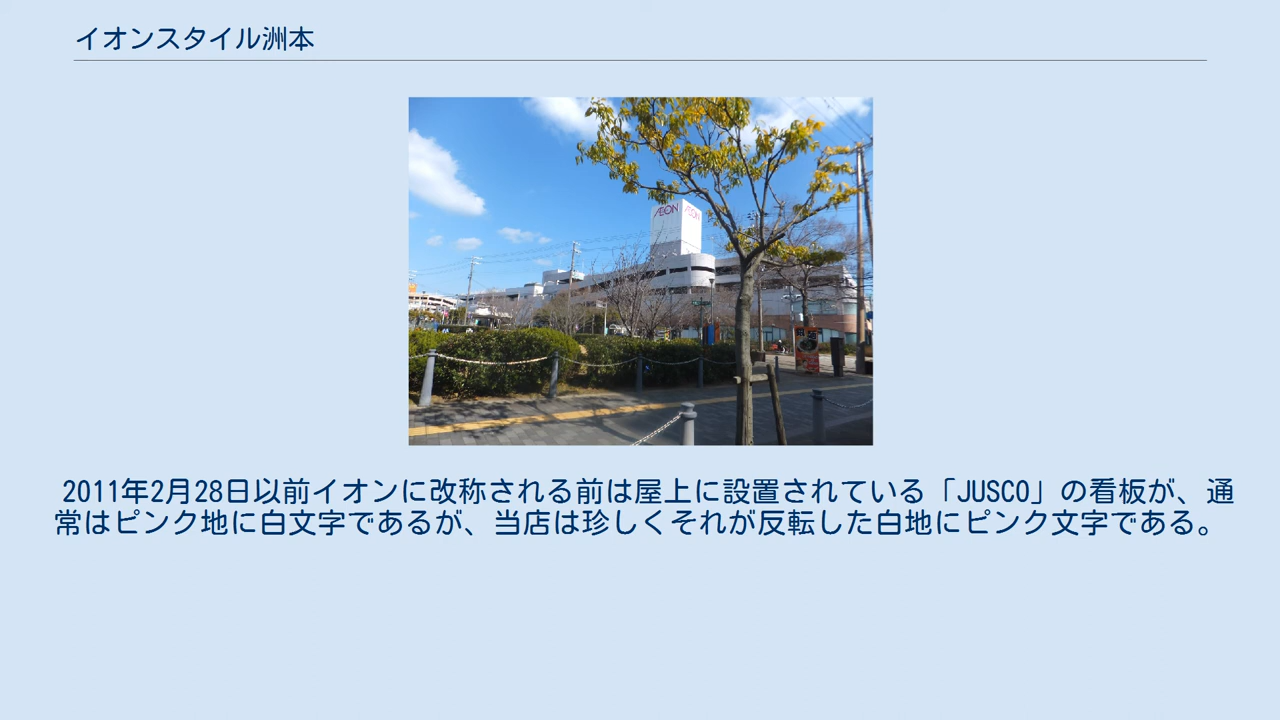 イオンスタイル洲本
ÆON ÆON
2011年2月28日以前イオンに改称される前は屋上に設置されている「JUSCO」の看板が、通
常はピンク地に白文字であるが、当店は珍しくそれが反転した白地にピンク文字である。